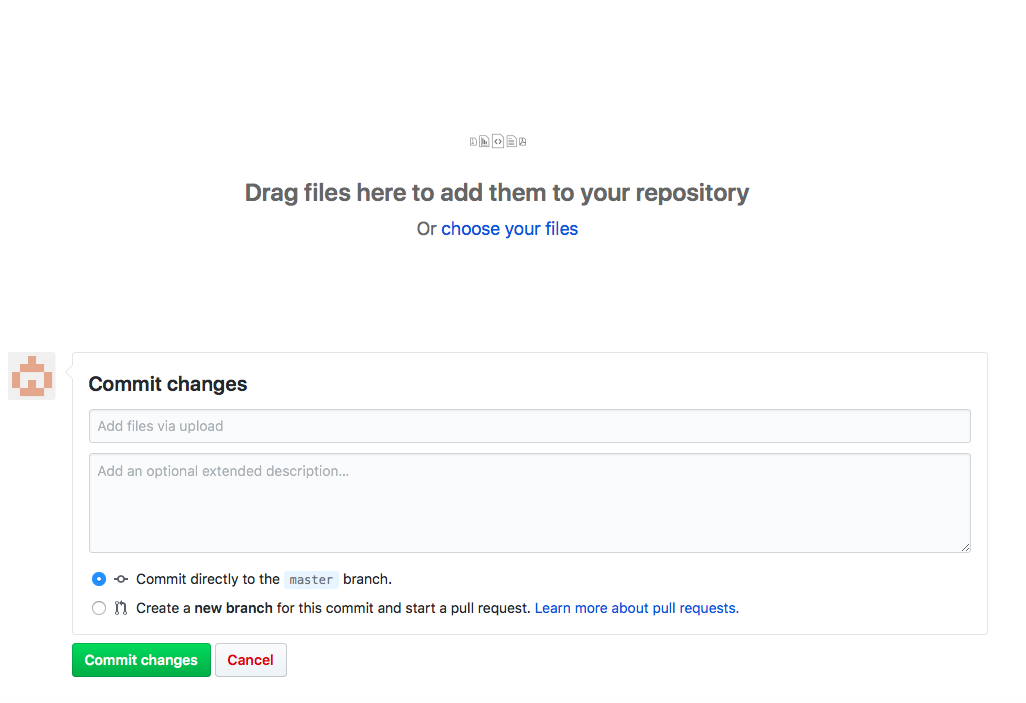 Drag files here to add them to your repository
Or choose your files
Commit changes
Add files via upload
Add an optional extended description...
Commit directly to the master branch.
Create a new branch for this commit and start a pull request. Learn more about pull requests.
Commit changes
Cancel